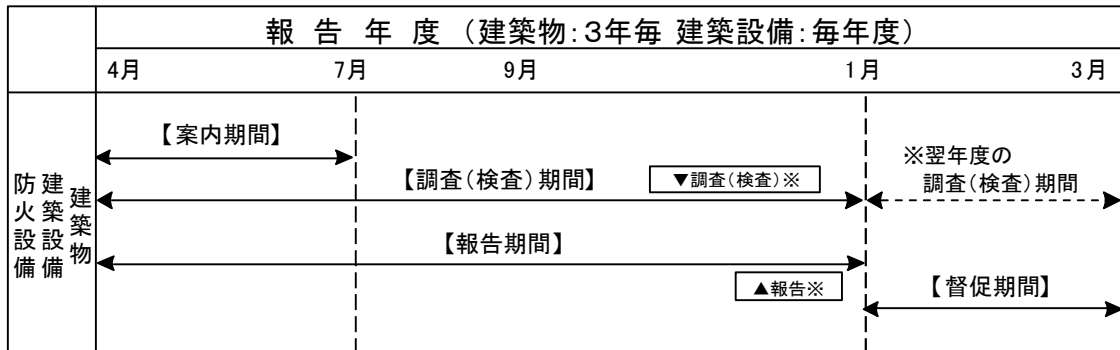 報 告 年 度 （建築物：３年毎 建築設備：毎年度）
4月 7月 9月 1月 3月
建築物
建築設備
防火設備
【案内期間】
【調査（検査）期間】
▼調査（検査）※
※翌年度の
調査（検査）期間
【報告期間】
▲報告※
【督促期間】